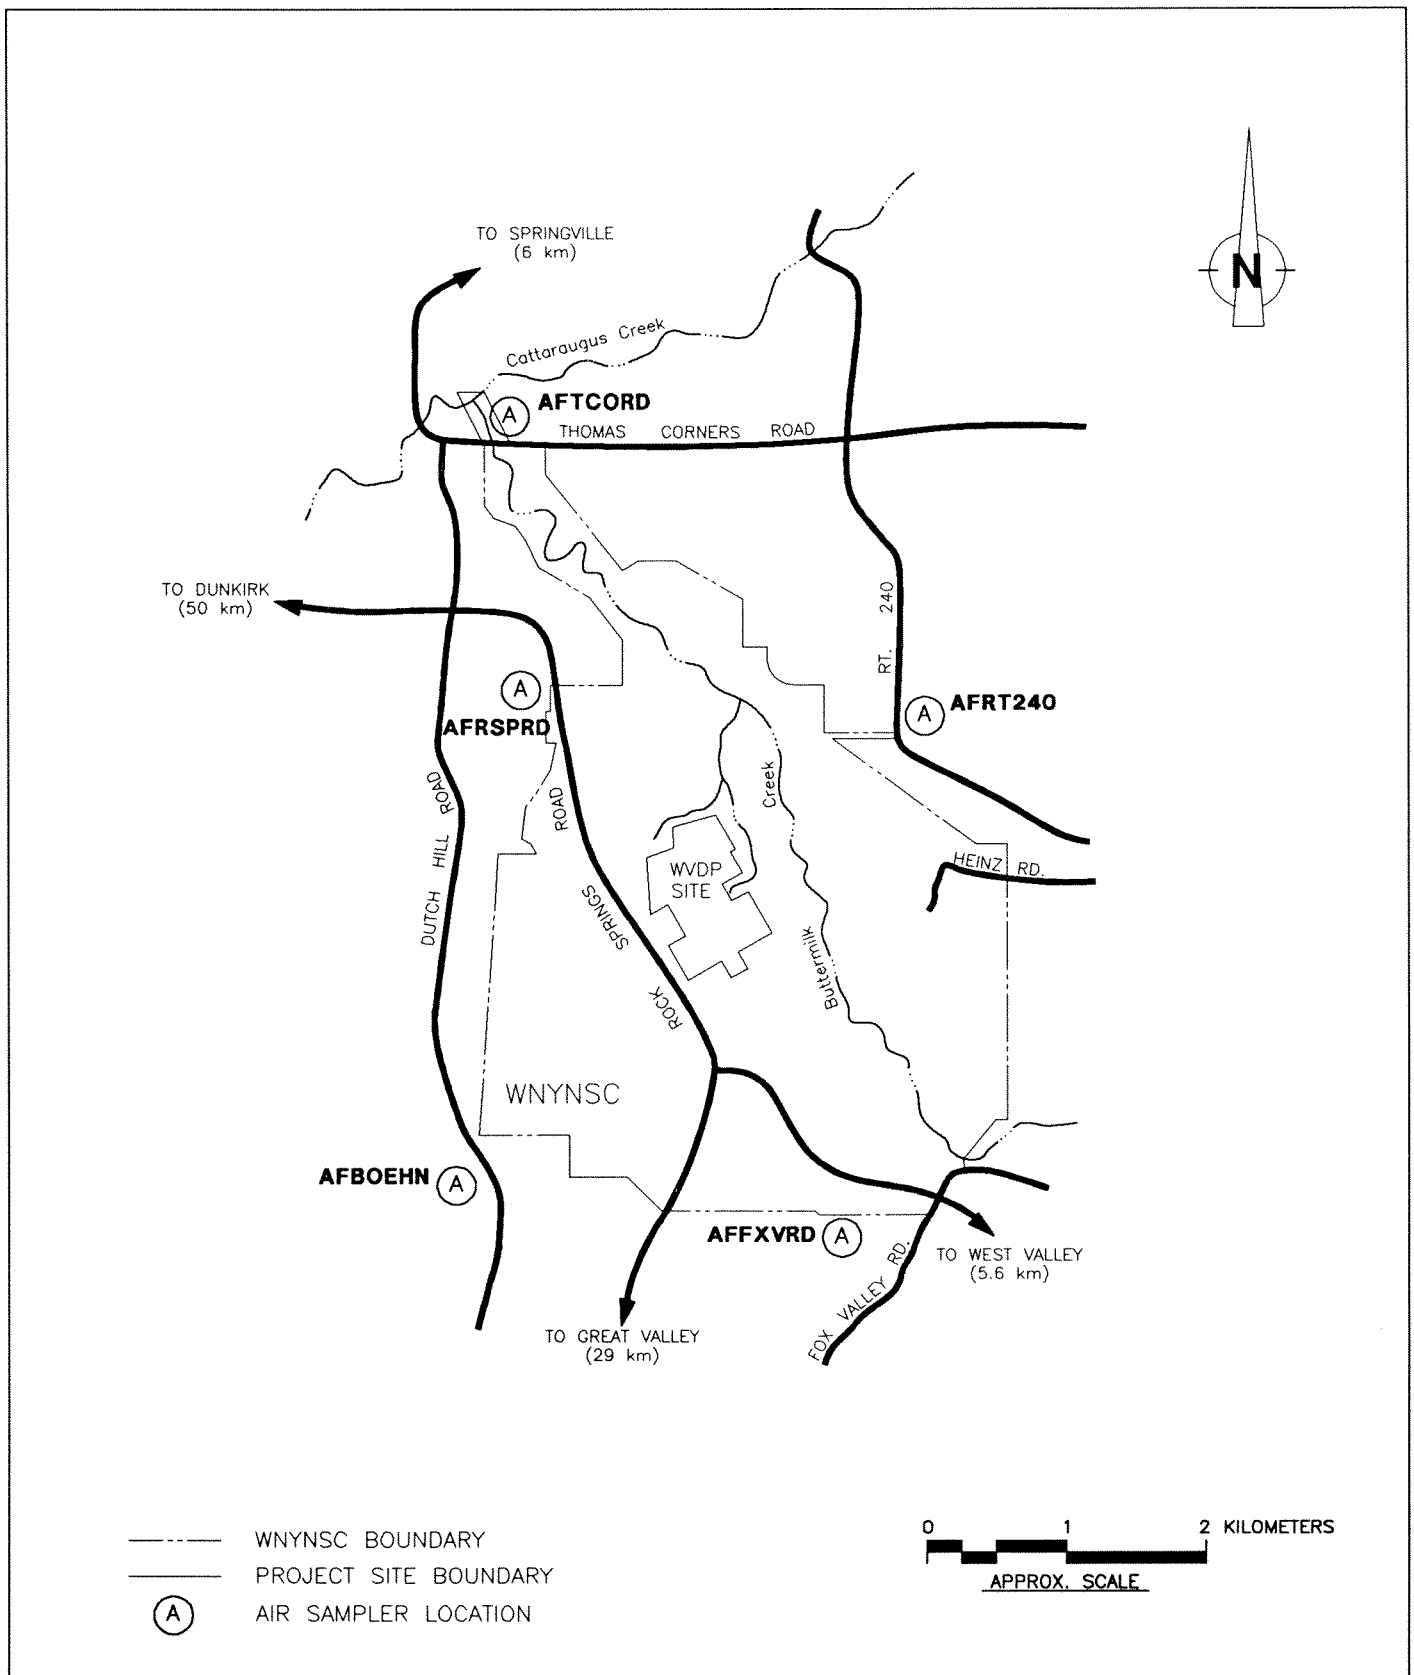 N
TO SPRINGVILLE
(6 km)
Cattaraugus Creek
A
AFTCORD
THOMAS CORNERS ROAD
TO DUNKIRK
(50 km)
RT. 240
A
AFRSPRD
A
AFRT240
DUTCH HILL ROAD
ROCK SPRINGS ROAD
Buttermilk Creek
WVDP
SITE
HEINZ RD.
WNYNSC
AFBOEHN
A
AFFXVRD
A
TO WEST VALLEY
(5.6 km)
FOX VALLEY RD.
TO GREAT VALLEY
(29 km)
WNYNSC BOUNDARY
PROJECT SITE BOUNDARY
A
AIR SAMPLER LOCATION
0 1 2 KILOMETERS
APPROX. SCALE